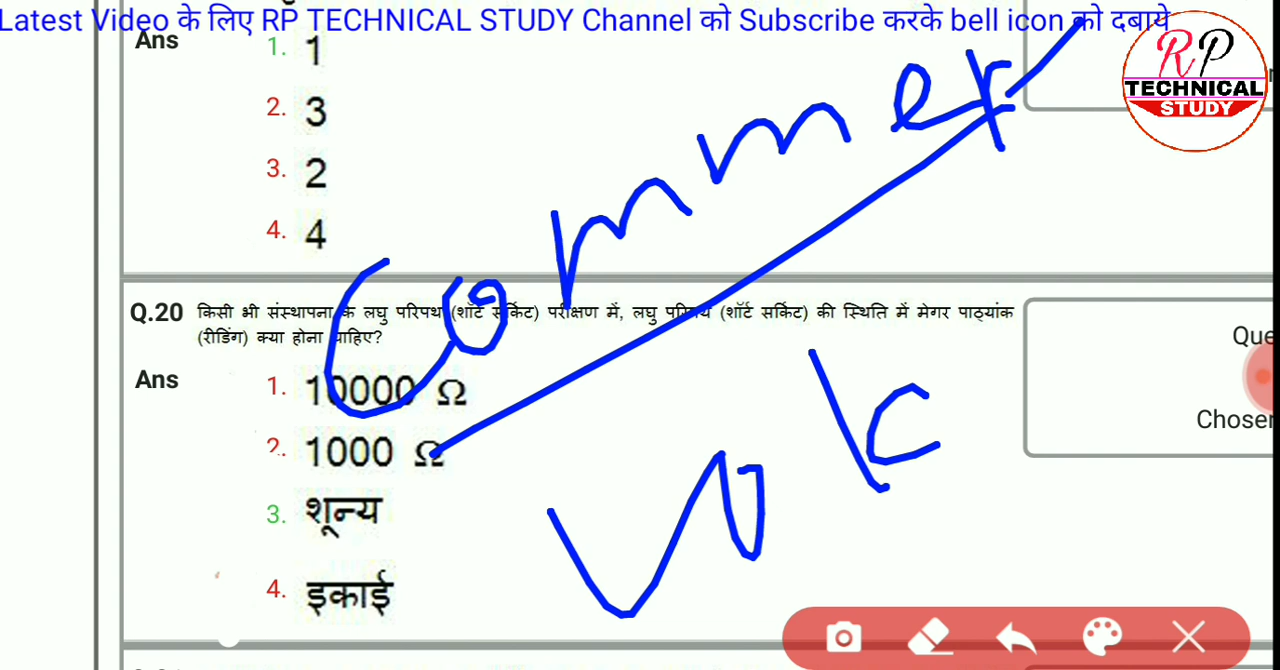 Latest Video के लिए RP TECHNICAL STUDY Channel को Subscribe करके bell icon को दबाये
Ans
1. 1
2. 3
3. 2
4. 4
RP
TECHNICAL
STUDY
Q.20 किसी भी संस्थापना के लघु परिपथ (शॉर्ट सर्किट) परीक्षण में, लघु परिपथ (शॉर्ट सर्किट) की स्थिति में मेगर पाठ्यांक
(रीडिंग) क्या होना चाहिए?
Ans
1. 10000 Ω
2. 1000 Ω
3. शून्य
4. इकाई
Que
Chosen